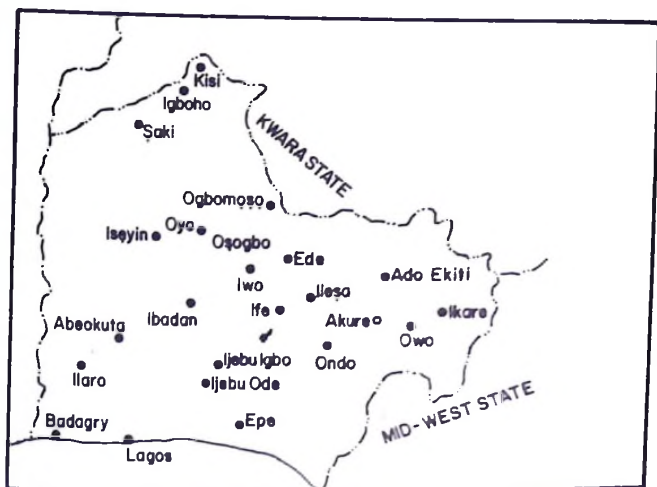 Kisi
Igboho
Saki
KWARA STATE
Ogbomoso
Oyo
Iseyin
Osogbo
Ed
Ado Ekiti
Iwo
Ilesa
Ife
Ibadan
Akure
Ikare
Abeokuta
Owo
Ijebu Igbo
Ondo
Ilaro
Ijebu Ode
MID-WEST STATE
Epe
Badagry
Lagos